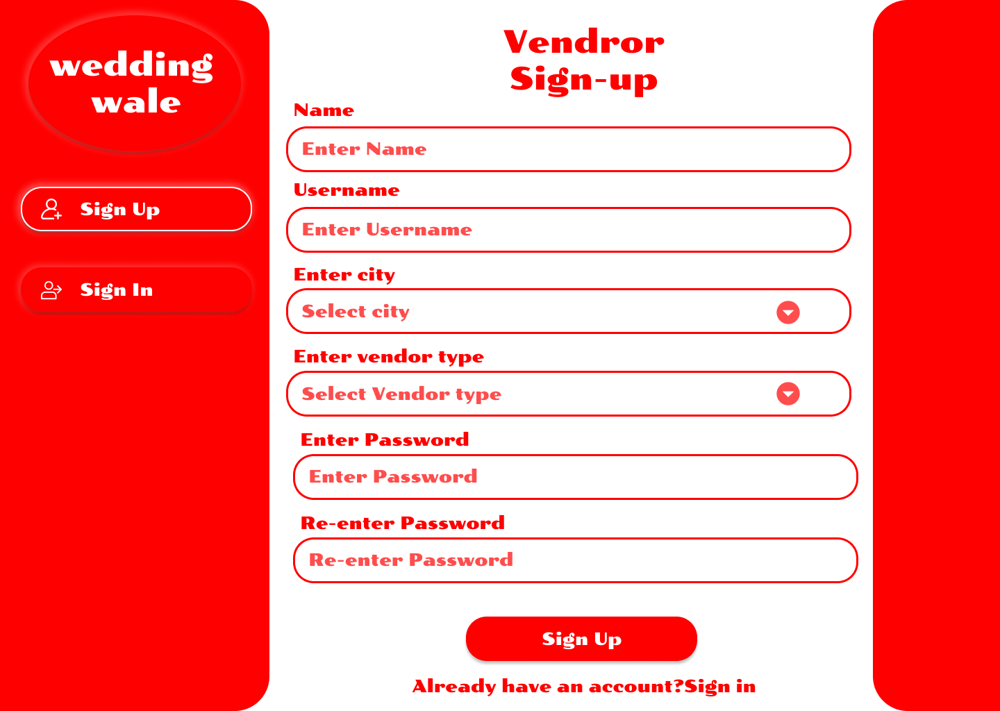 wedding
wale
Sign Up
Sign In
Vendror
Sign-up
Name
Enter Name
Username
Enter Username
Enter city
Select city
Enter vendor type
Select Vendor type
Enter Password
Enter Password
Re-enter Password
Re-enter Password
Sign Up
Already have an account?Sign in